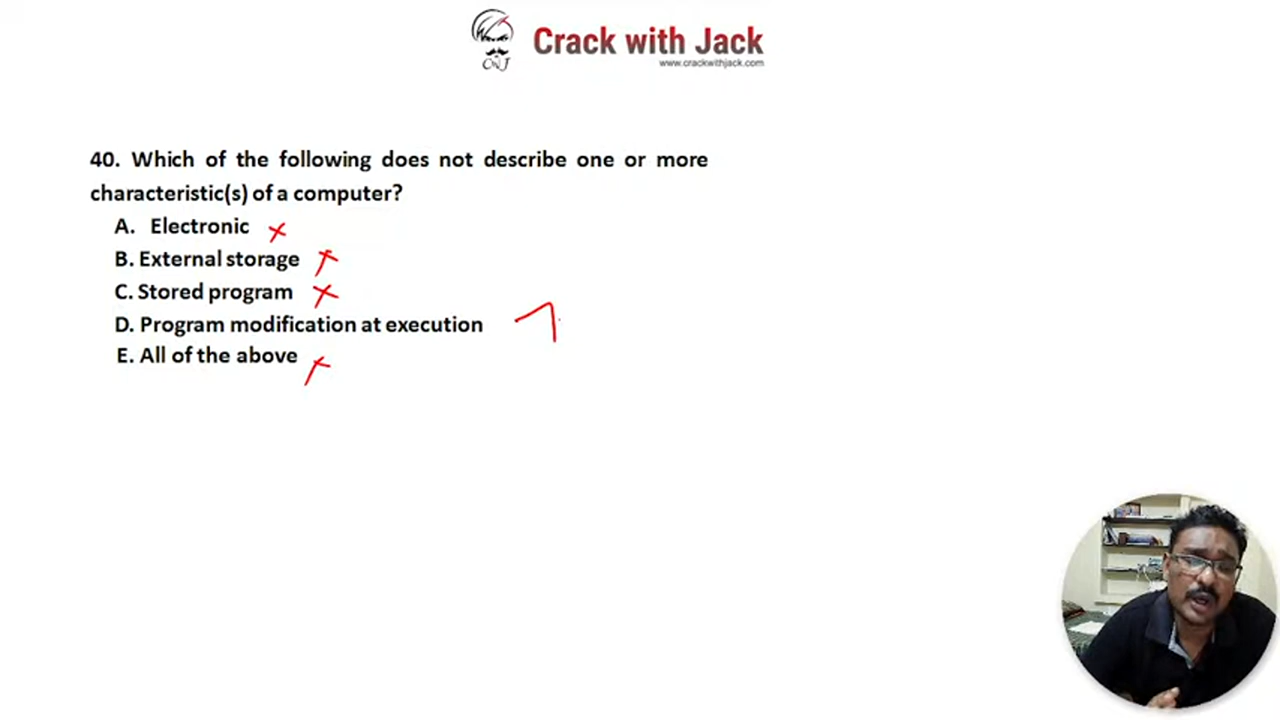 Crack with Jack
www.crackwithjack.com
40. Which of the following does not describe one or more
characteristic(s) of a computer?
A. Electronic
B. External storage
C. Stored program
D. Program modification at execution
E. All of the above